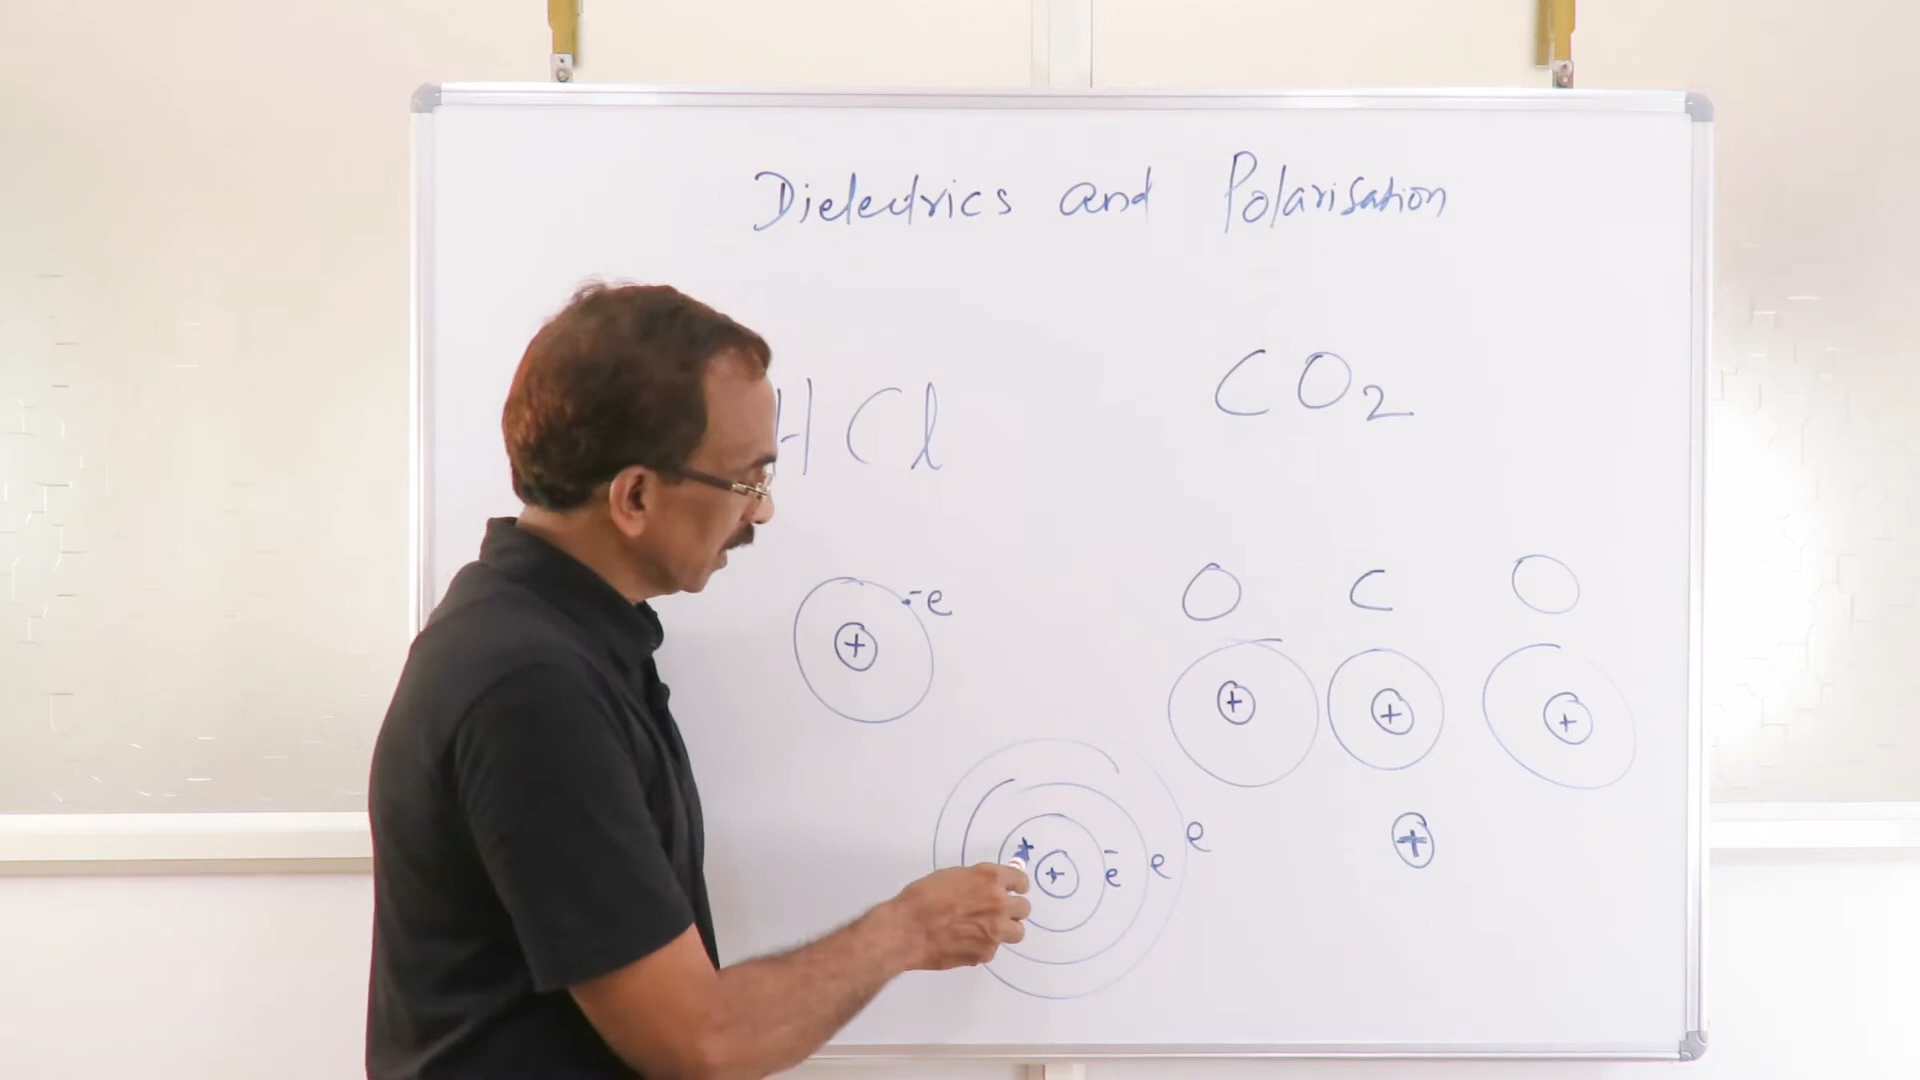 Dielectrics and Polarisation
HCl
CO2
O C O
-e
+
+ + +
e
+
+ ē e
+